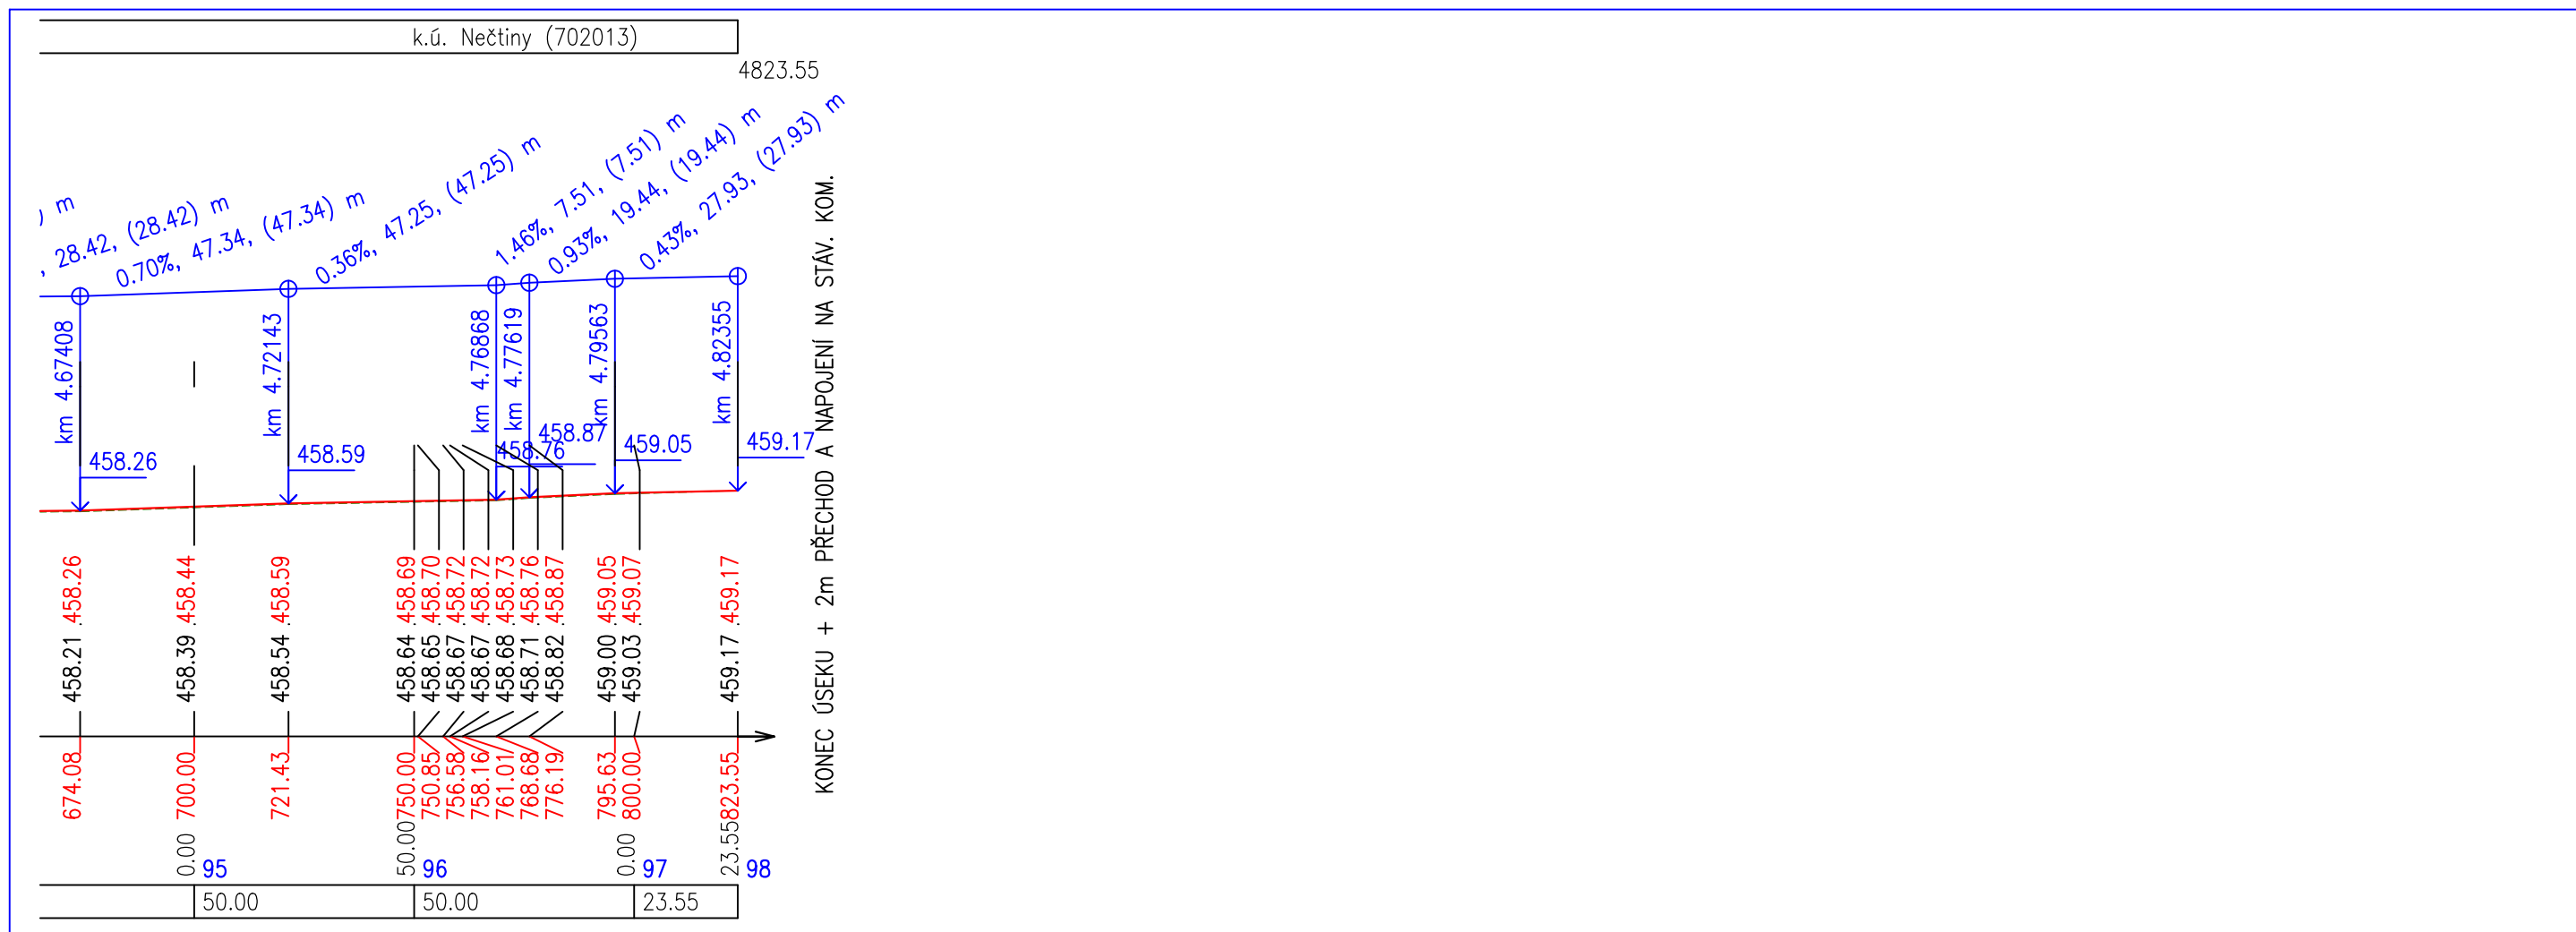 k.ú. Nečtiny (702013)
4823.55
) m
, 28.42, (28.42) m
0.70%, 47.34, (47.34) m
0.36%, 47.25, (47.25) m
1.46%, 7.51, (7.51) m
0.93%, 19.44, (19.44) m
0.43%, 27.93, (27.93) m
km 4.67408
km 4.72143
km 4.76868
km 4.77619
km 4.79563
km 4.82355
458.26
458.59
458.76
458.87
459.05
459.17
KONEC ÚSEKU + 2m PŘECHOD A NAPOJENÍ NA STÁV. KOM.
458.21 458.26
458.39 458.44
458.54 458.59
458.64 458.69
458.65 458.70
458.67 458.72
458.67 458.72
458.68 458.73
458.71 458.76
458.82 458.87
459.00 459.05
459.03 459.07
459.17 459.17
674.08
700.00
721.43
750.00
750.85
756.58
758.16
761.01
768.68
776.19
795.63
800.00
823.55
0.00
50.00
0.00
23.55
95
96
97
98
50.00
50.00
23.55